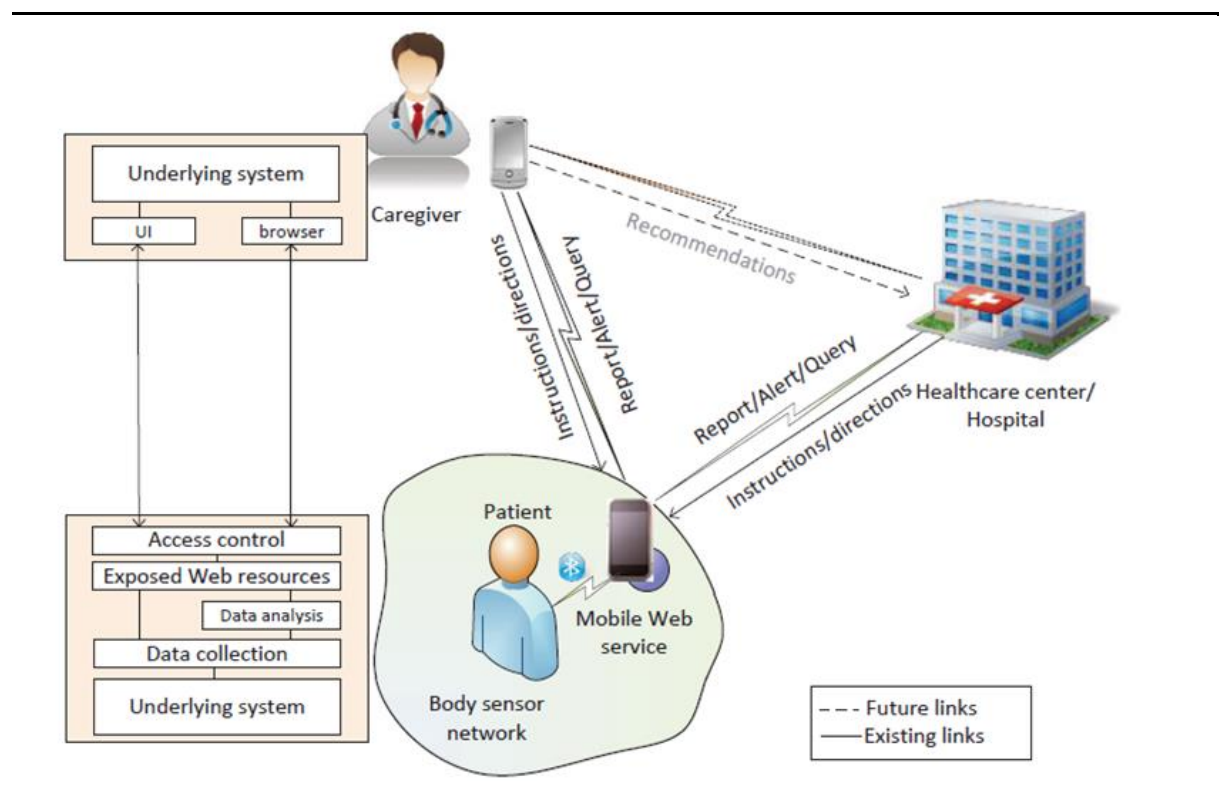 Underlying system
UI
browser
Caregiver
Recommendations
Instructions/directions
Report/Alert/Query
Report/Alert/Query
Instructions/directions
Healthcare center/
Hospital
Access control
Exposed Web resources
Data analysis
Data collection
Underlying system
Patient
Mobile Web
service
Body sensor
network
Future links
Existing links